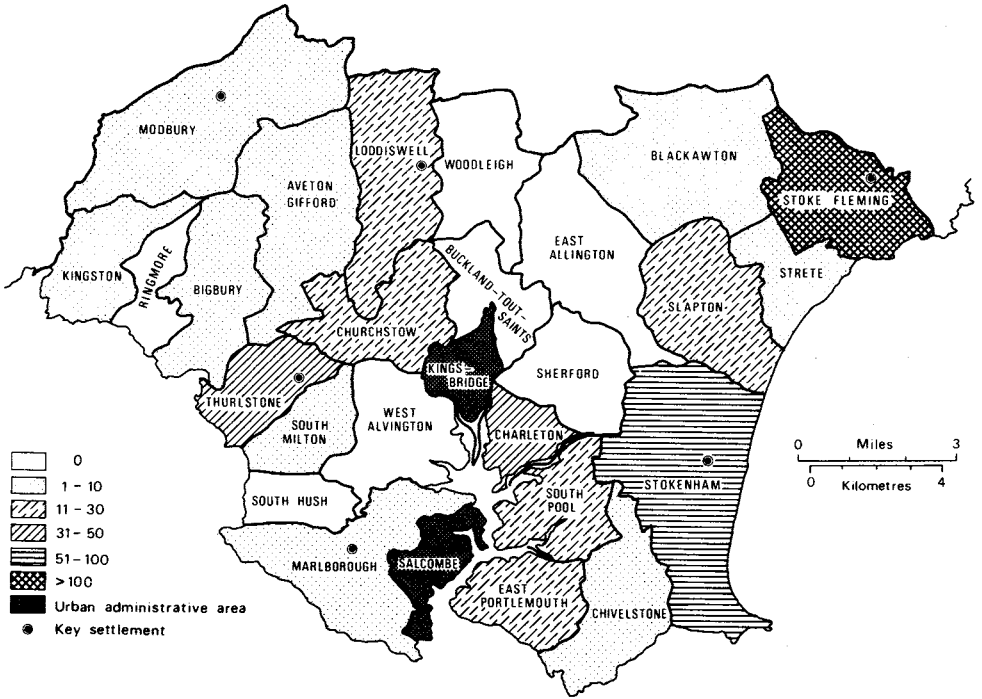 MODBURY
LODDISWELL
WOODLEIGH
BLACKAWTON
AVETON
GIFFORD
STOKE FLEMING
EAST
ALLINGTON
KINGSTON
RINGMORE
BIGBURY
BUCKLAND-TOUT-
SAINTS
STRETE
SLAPTON
CHURCHSTOW
KINGS-
BRIDGE
SHERFORD
THURLSTONE
SOUTH
MILTON
WEST
ALVINGTON
CHARLETON
SOUTH HUSH
SOUTH
POOL
STOKENHAM
MARLBOROUGH
SALCOMBE
EAST
PORTLEMOUTH
CHIVELSTONE
0 Miles 3
0 Kilometres 4
0
1 - 10
11 - 30
31 - 50
51 - 100
>100
Urban administrative area
Key settlement